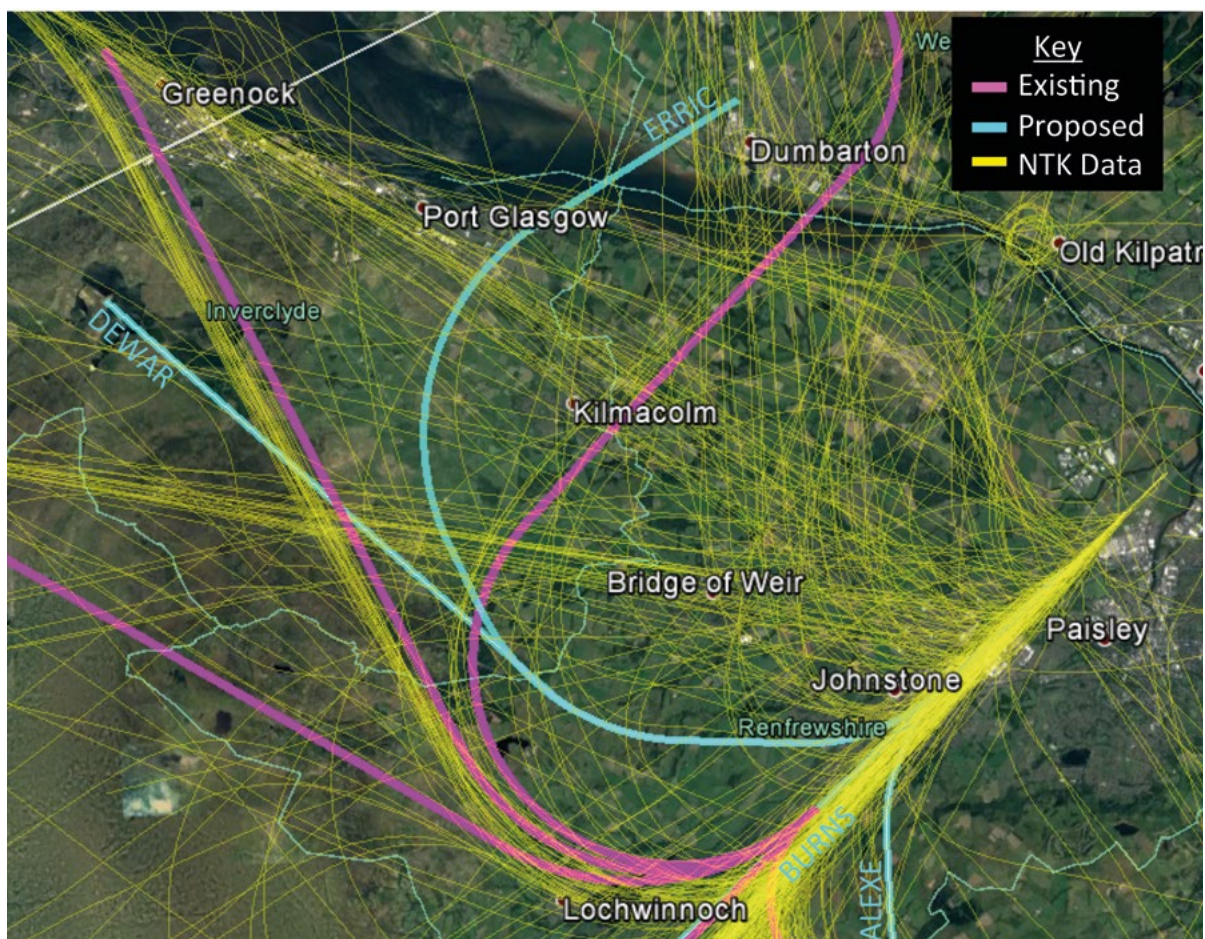 We
Key
Existing
Proposed
NTK Data
Greenock
ERRIC
Dumbarton
Port Glasgow
Old Kilpatr
Inverclyde
DEWAR
Kilmacolm
Bridge of Weir
Paisley
Johnstone
Renfrewshire
BURNS
ALEXE
Lochwinnoch